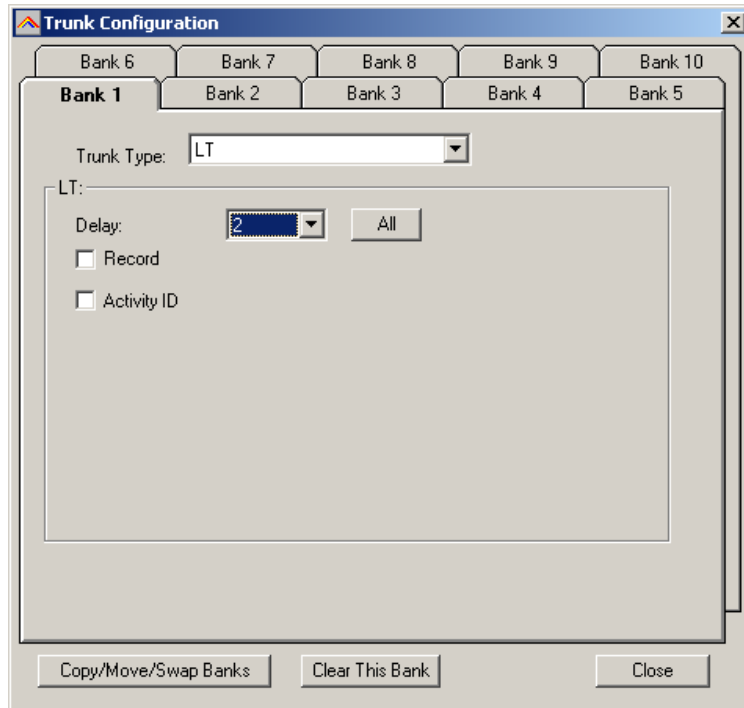 Trunk Configuration
Bank 6 Bank 7 Bank 8 Bank 9 Bank 10
Bank 1 Bank 2 Bank 3 Bank 4 Bank 5
Trunk Type: LT
LT:
Delay: 2 All
Record
Activity ID
Copy/Move/Swap Banks Clear This Bank Close